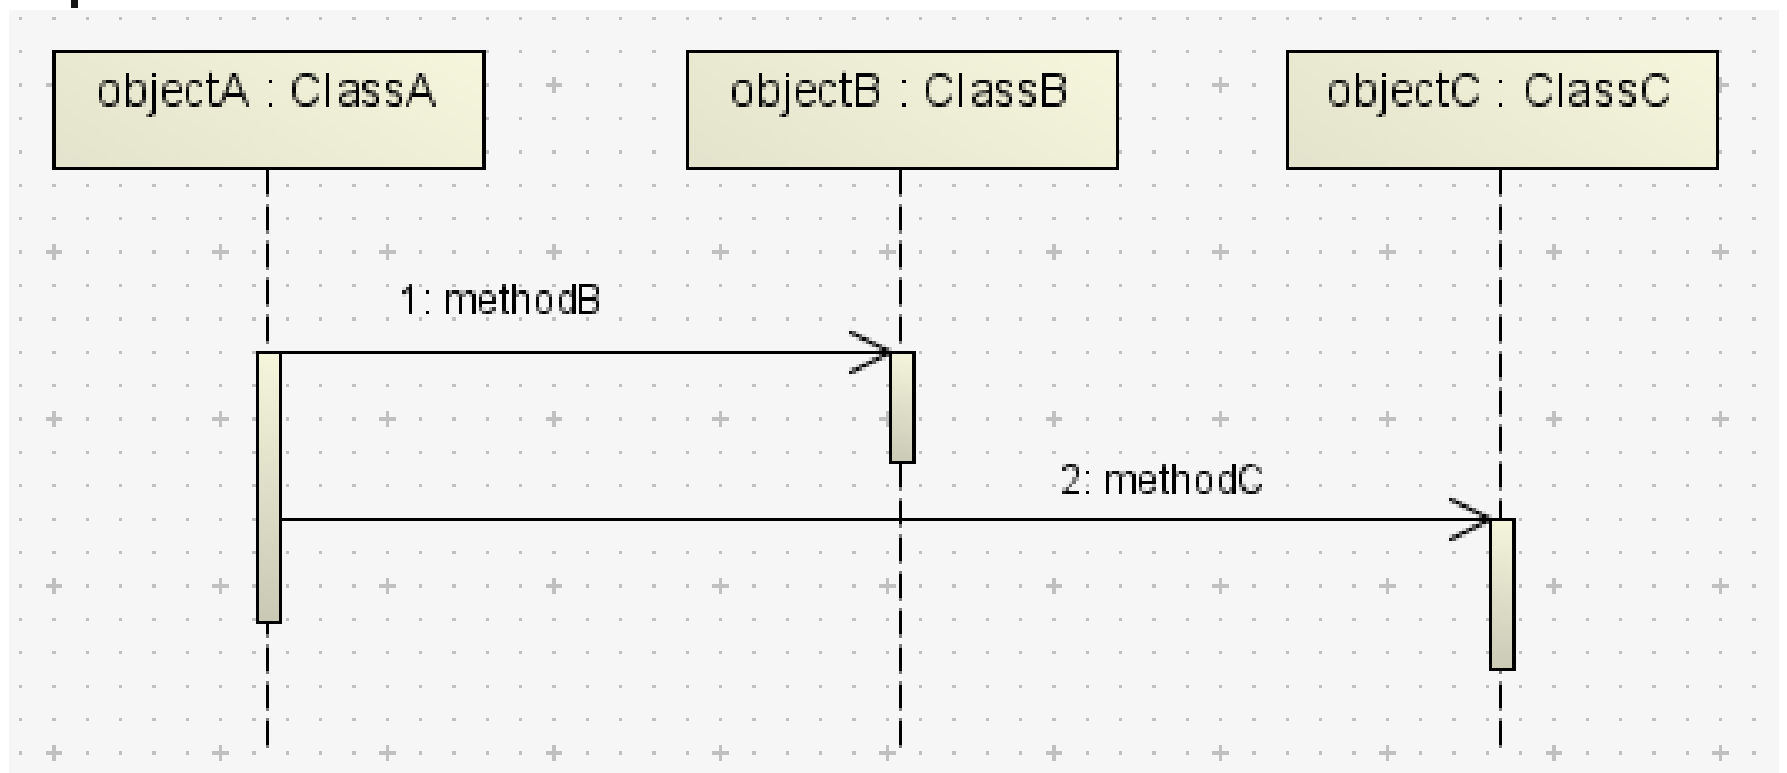 objectA : ClassA
objectB : ClassB
objectC : ClassC
1: methodB
2: methodC